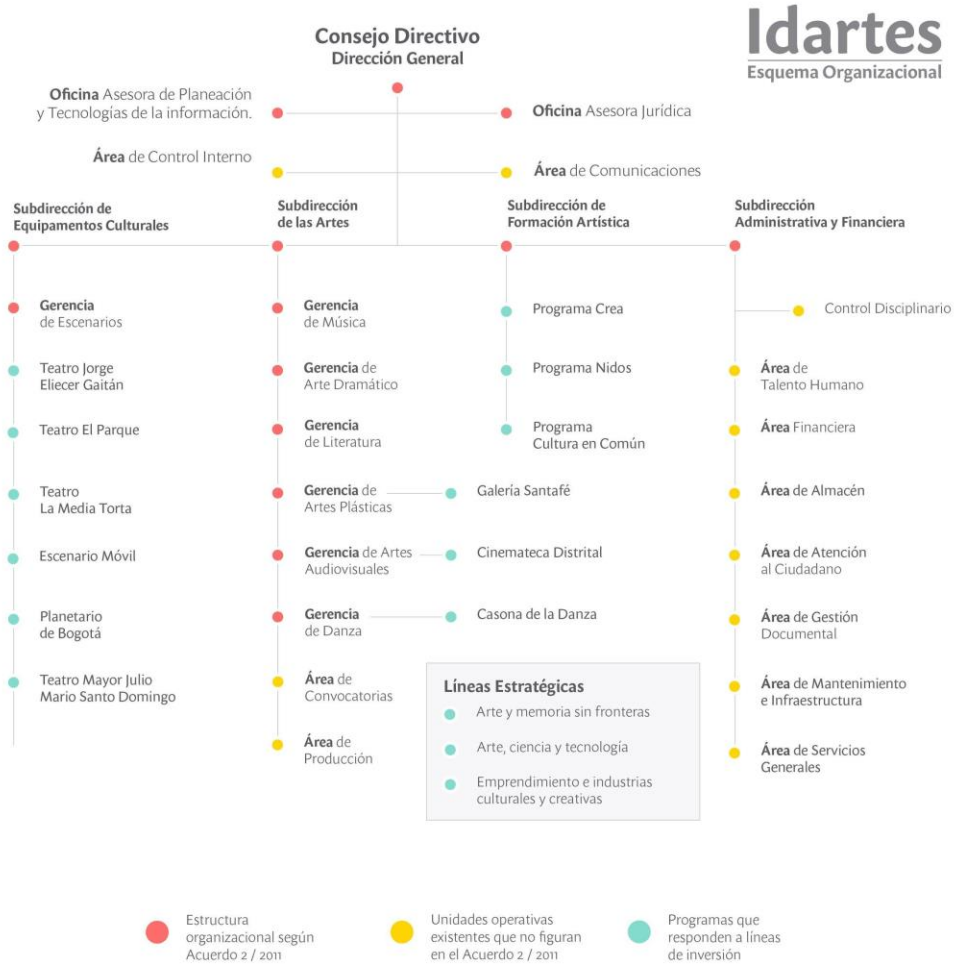 Idartes
Esquema Organizacional
Consejo Directivo
Dirección General
Oficina Asesora de Planeación
y Tecnologías de la información.
Oficina Asesora Jurídica
Área de Control Interno
Área de Comunicaciones
Subdirección de
Equipamentos Culturales
Gerencia
de Escenarios
Teatro Jorge
Eliecer Gaitán
Teatro El Parque
Teatro
La Media Torta
Escenario Móvil
Planetario
de Bogotá
Teatro Mayor Julio
Mario Santo Domingo
Subdirección
de las Artes
Gerencia
de Música
Gerencia de
Arte Dramático
Gerencia
de Literatura
Gerencia de
Artes Plásticas
Galería Santafé
Gerencia de Artes
Audiovisuales
Cinemateca Distrital
Gerencia
de Danza
Casona de la Danza
Área de
Convocatorias
Área de
Producción
Subdirección de
Formación Artística
Programa Crea
Programa Nidos
Programa
Cultura en Común
Subdirección
Administrativa y Financiera
Control Disciplinario
Área de
Talento Humano
Área Financiera
Área de Almacén
Área de Atención
al Ciudadano
Área de Gestión
Documental
Área de Mantenimiento
e Infraestructura
Área de Servicios
Generales
Líneas Estratégicas
Arte y memoria sin fronteras
Arte, ciencia y tecnología
Emprendimiento e industrias
culturales y creativas
Estructura
organizacional según
Acuerdo 2 / 2011
Unidades operativas
existentes que no figuran
en el Acuerdo 2 / 2011
Programas que
responden a líneas
de inversión